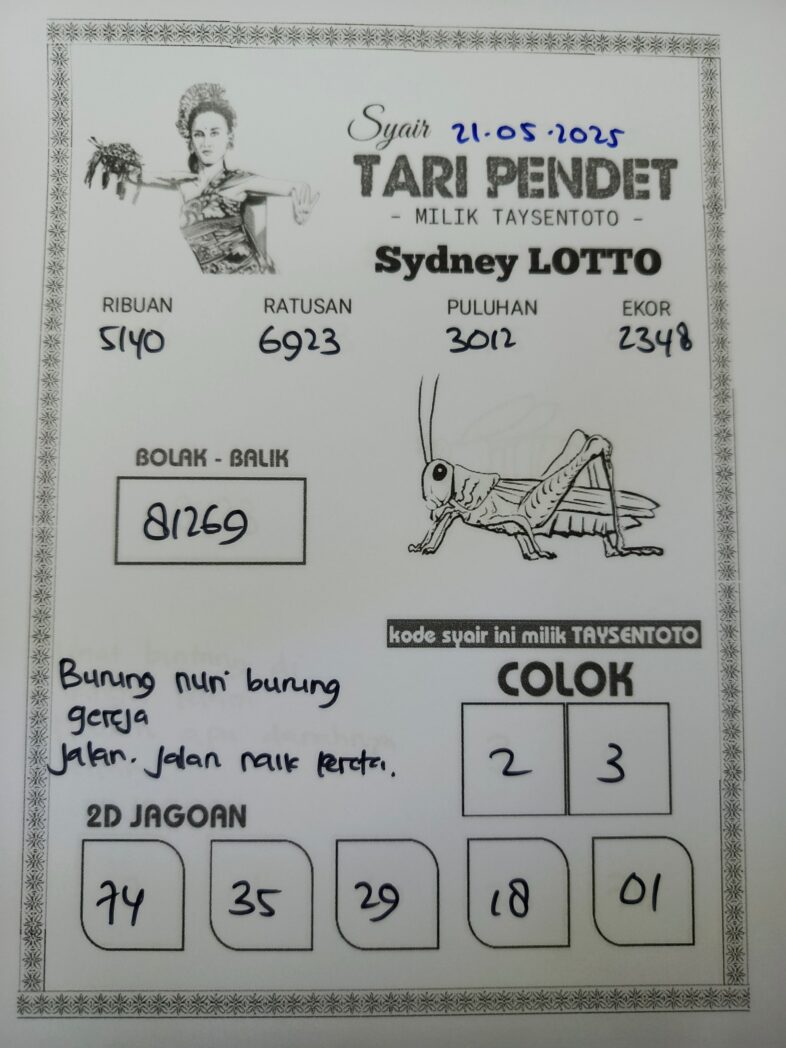 Syair 21.05.2025
TARI PENDET
- MILIK TAYSENTOTO -
Sydney LOTTO
RIBUAN RATUSAN PULUHAN EKOR
5140 6923 3012 2348
BOLAK - BALIK
81269
kode syair ini milik TAYSENTOTO
COLOK
2 3
Burung nuri burung
gereja
Jalan. Jalan naik kereta.
2D JAGOAN
74 35 29 18 01